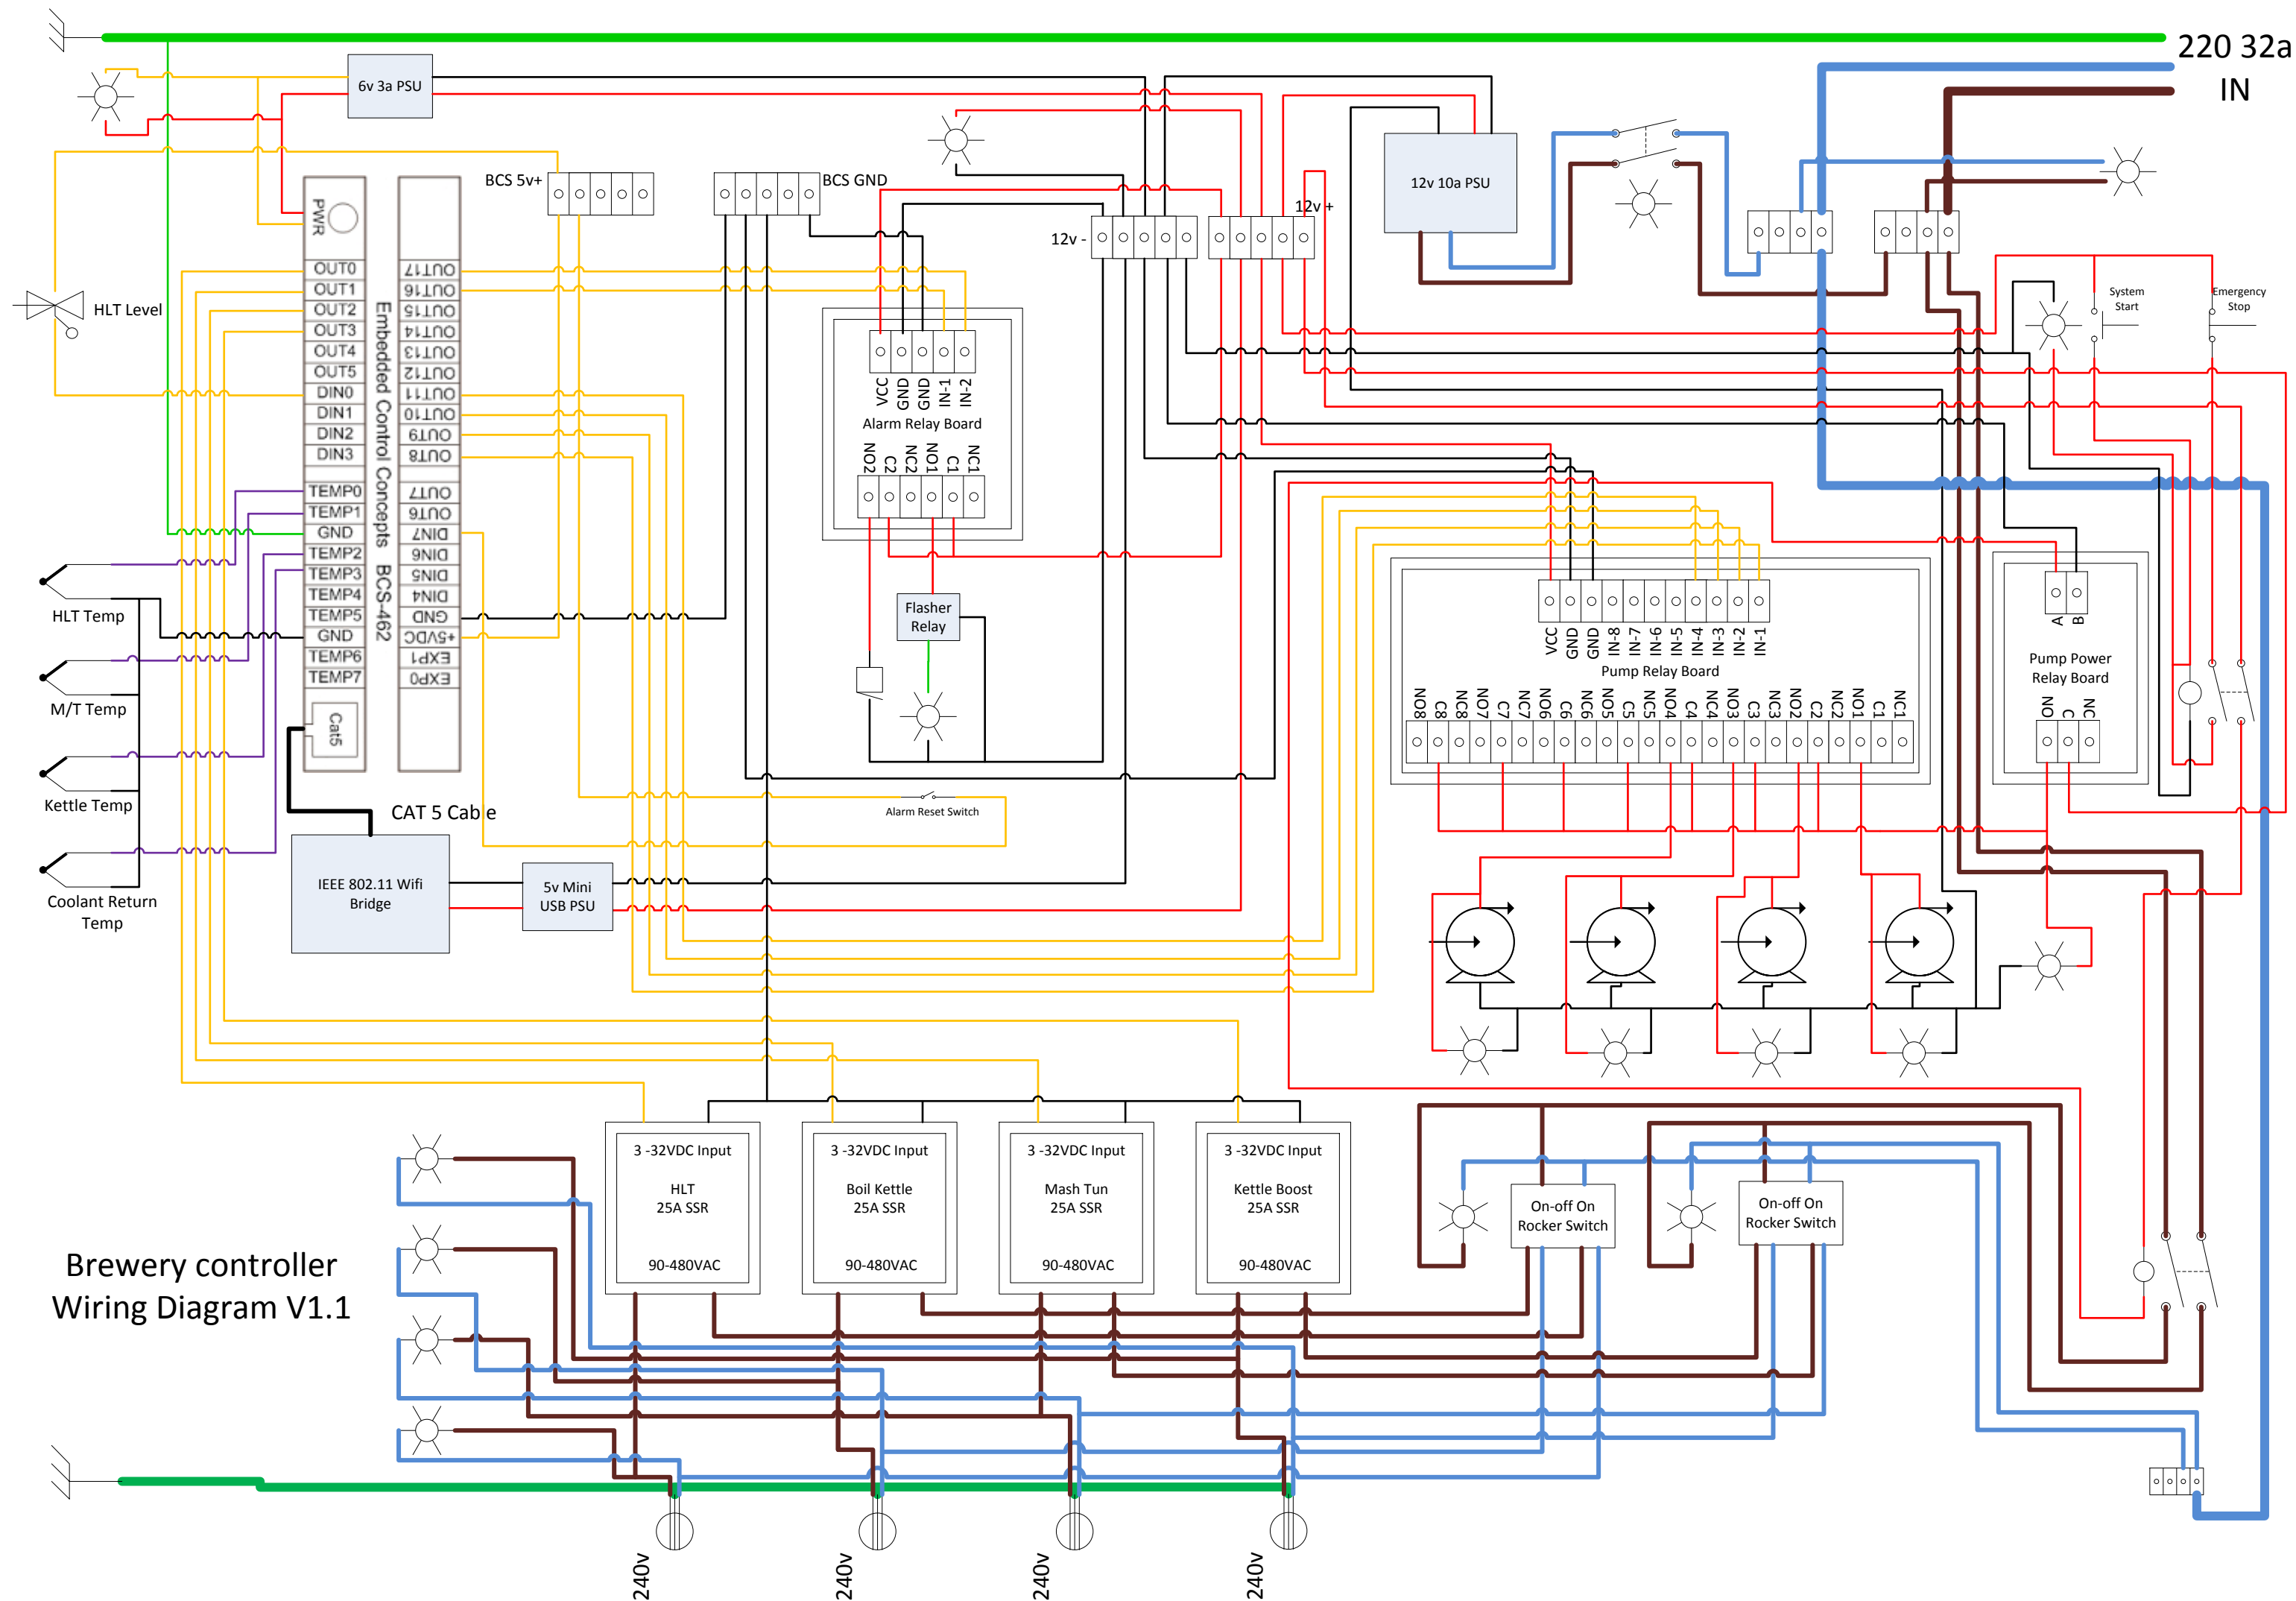 220 32a
IN
6v 3a PSU
BCS 5v+
BCS GND
12v 10a PSU
12v +
12v -
PWR
OUT0
OUT1
OUT2
OUT3
OUT4
OUT5
DIN0
DIN1
DIN2
DIN3
TEMP0
TEMP1
GND
TEMP2
TEMP3
TEMP4
TEMP5
GND
TEMP6
TEMP7
Cat5
Embedded Control Concepts BCS-462
OUT17
OUT16
OUT15
OUT14
OUT13
OUT12
OUT11
OUT10
OUT9
OUT8
OUT7
OUT6
DIN7
DIN6
DIN5
DIN4
GND
+5VDC
EXP1
EXP0
HLT Level
System
Start
Emergency
Stop
VCC
GND
GND
IN-1
IN-2
Alarm Relay Board
NO2
C2
NC2
NO1
C1
NC1
Flasher
Relay
HLT Temp
M/T Temp
Kettle Temp
Coolant Return
Temp
CAT 5 Cable
Alarm Reset Switch
IEEE 802.11 Wifi
Bridge
5v Mini
USB PSU
VCC
GND
GND
IN-8
IN-7
IN-6
IN-5
IN-4
IN-3
IN-2
IN-1
Pump Relay Board
NO8
C8
NC8
NO7
C7
NC7
NO6
C6
NC6
NO5
C5
NC5
NO4
C4
NC4
NO3
C3
NC3
NO2
C2
NC2
NO1
C1
NC1
A
B
Pump Power
Relay Board
NO
C
NC
3 -32VDC Input
HLT
25A SSR
90-480VAC
3 -32VDC Input
Boil Kettle
25A SSR
90-480VAC
3 -32VDC Input
Mash Tun
25A SSR
90-480VAC
3 -32VDC Input
Kettle Boost
25A SSR
90-480VAC
On-off On
Rocker Switch
On-off On
Rocker Switch
Brewery controller
Wiring Diagram V1.1
240v
240v
240v
240v